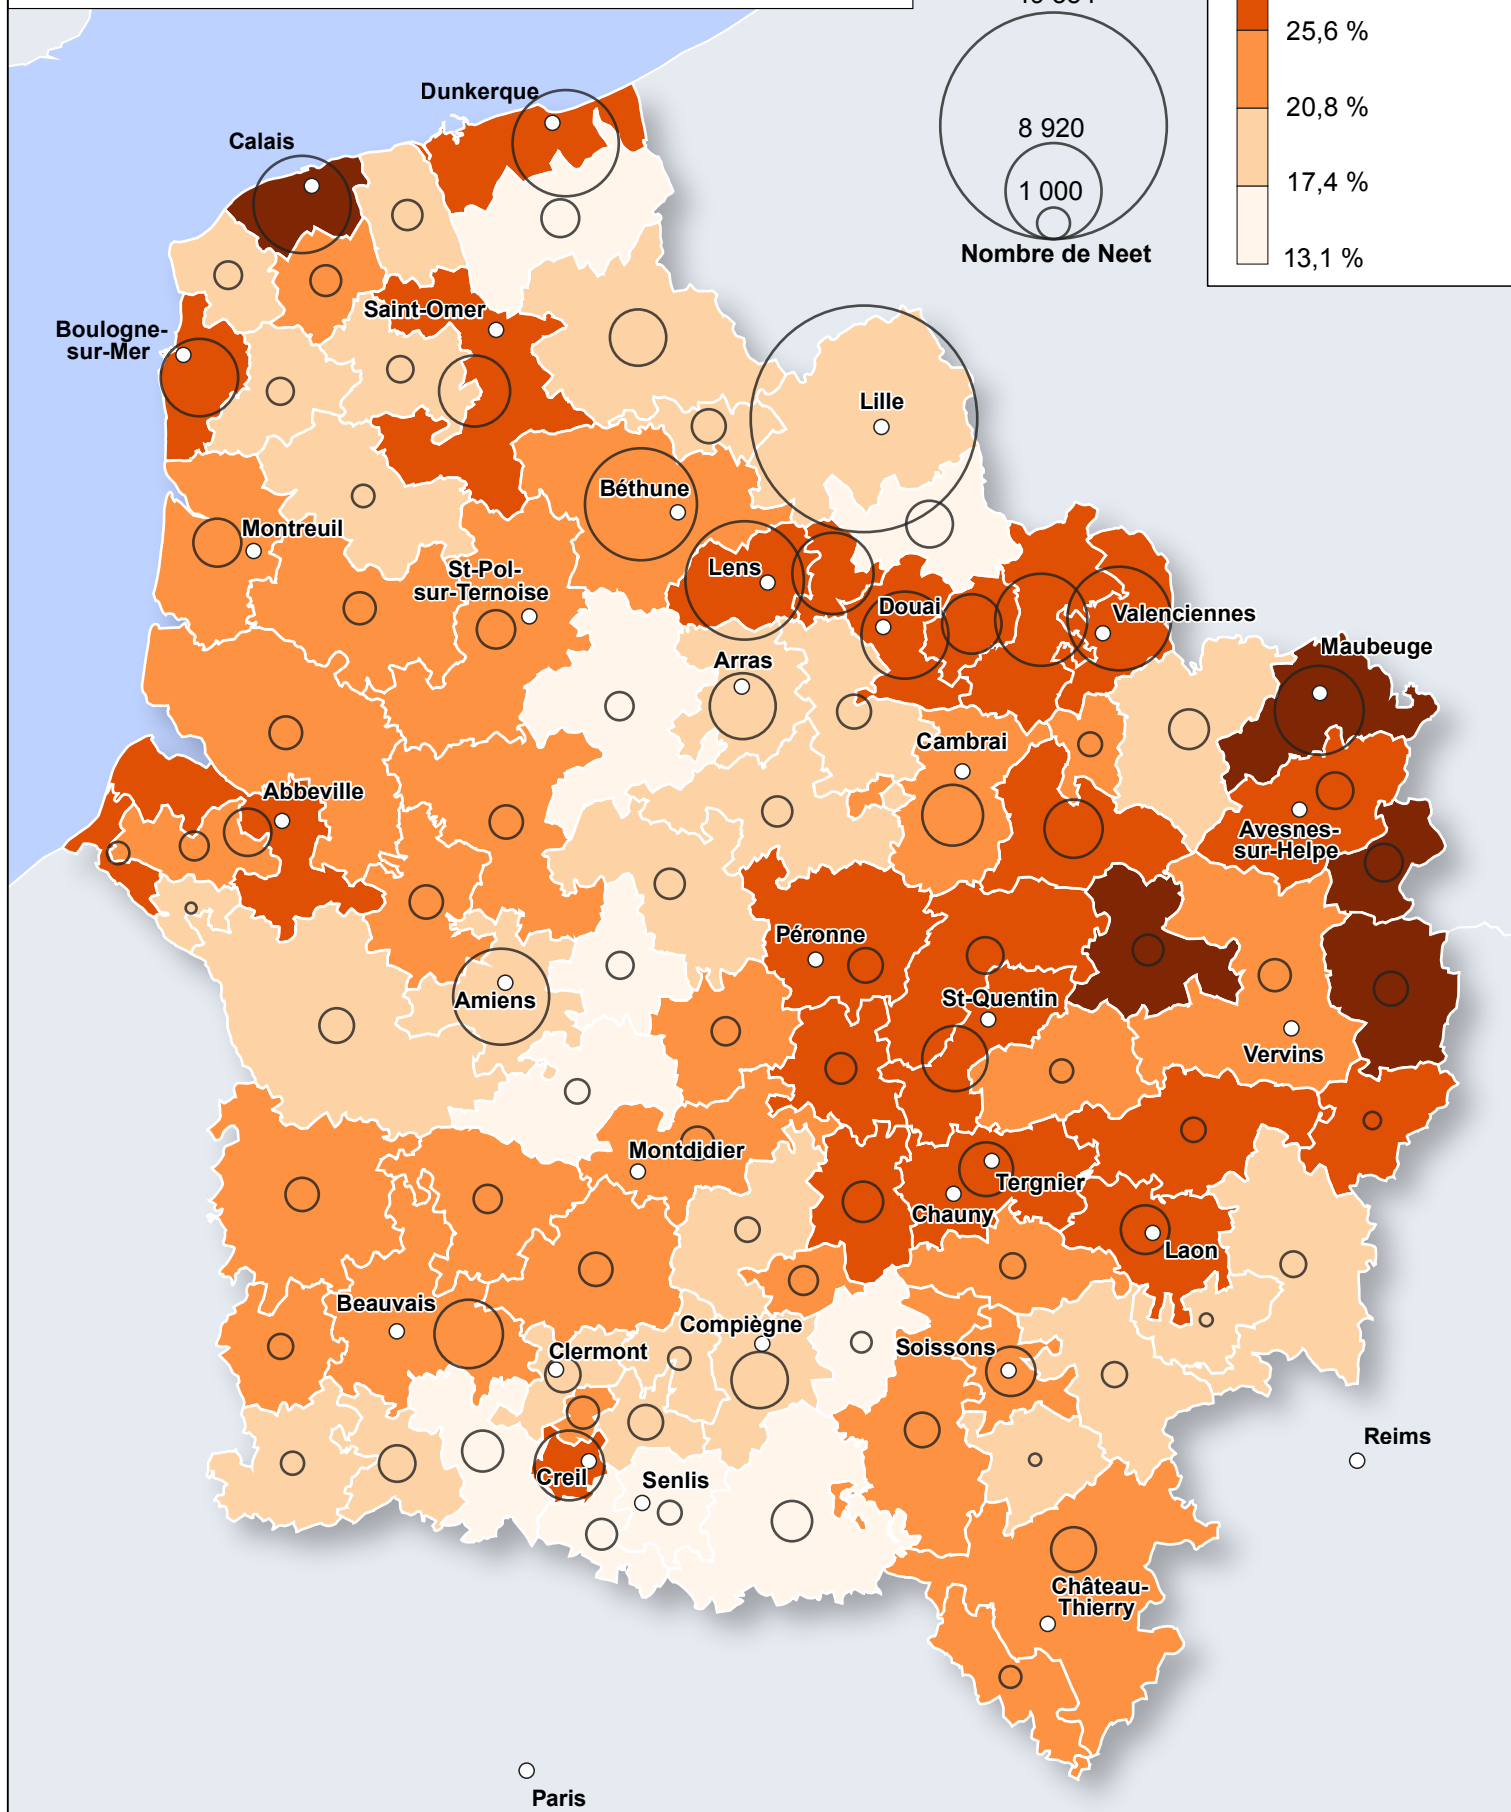 25,6 %
20,8 %
17,4 %
13,1 %
8 920
1 000
Nombre de Neet
Dunkerque
Calais
Saint-Omer
Boulogne-
sur-Mer
Lille
Béthune
Montreuil
St-Pol-
sur-Ternoise
Lens
Douai
Valenciennes
Maubeuge
Arras
Cambrai
Abbeville
Avesnes-
sur-Helpe
Péronne
Amiens
St-Quentin
Vervins
Montdidier
Tergnier
Chauny
Laon
Beauvais
Compiègne
Clermont
Soissons
Reims
Creil
Senlis
Château-
Thierry
Paris